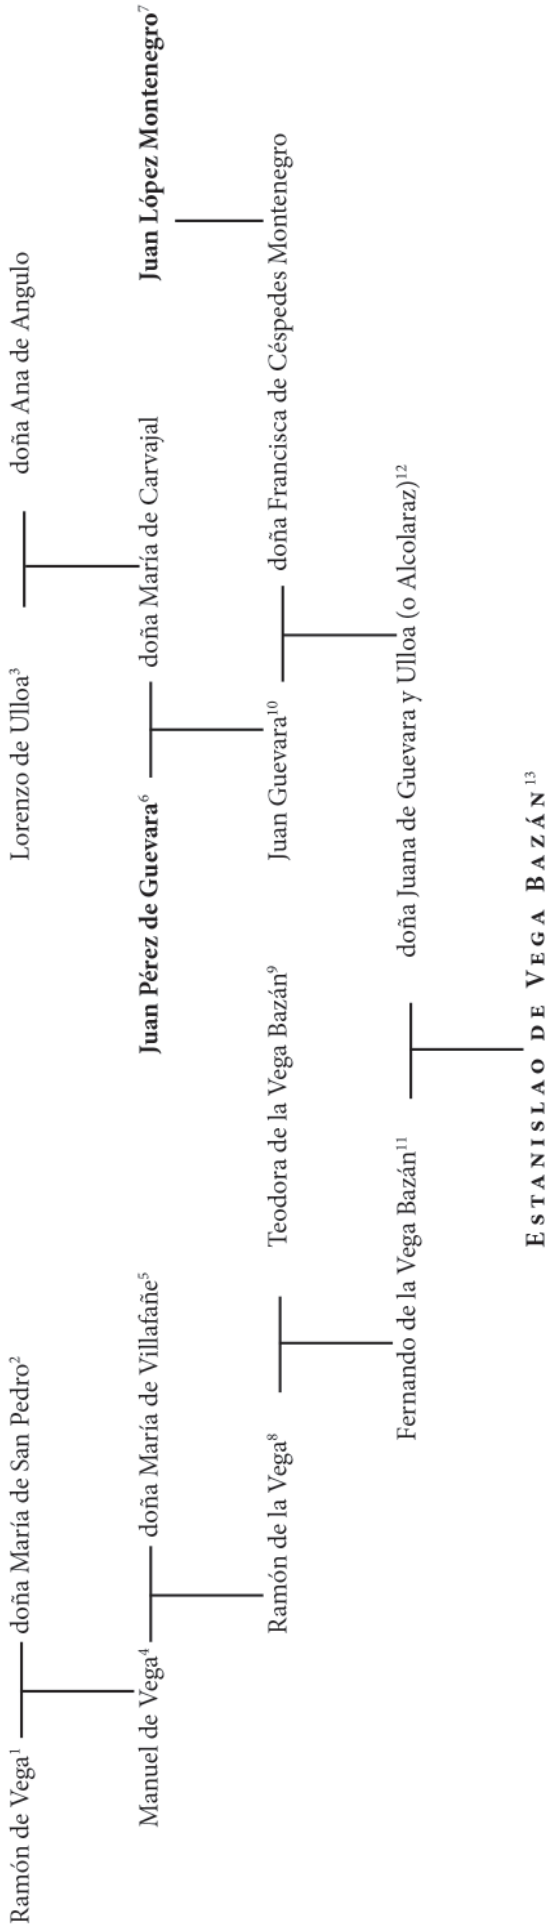 Ramón de Vega¹ doña María de San Pedro² Lorenzo de Ulloa³ doña Ana de Angulo
Manuel de Vega⁴ doña María de Villafañe⁵ Juan Pérez de Guevara⁶ doña María de Carvajal Juan López Montenegro⁷
Ramón de la Vega⁸ Teodora de la Vega Bazán⁹ Juan Guevara¹⁰ doña Francisca de Céspedes Montenegro
Fernando de la Vega Bazán¹¹ doña Juana de Guevara y Ulloa (o Alcolaraz)¹²
ESTANISLAO DE VEGA BAZÁN¹³